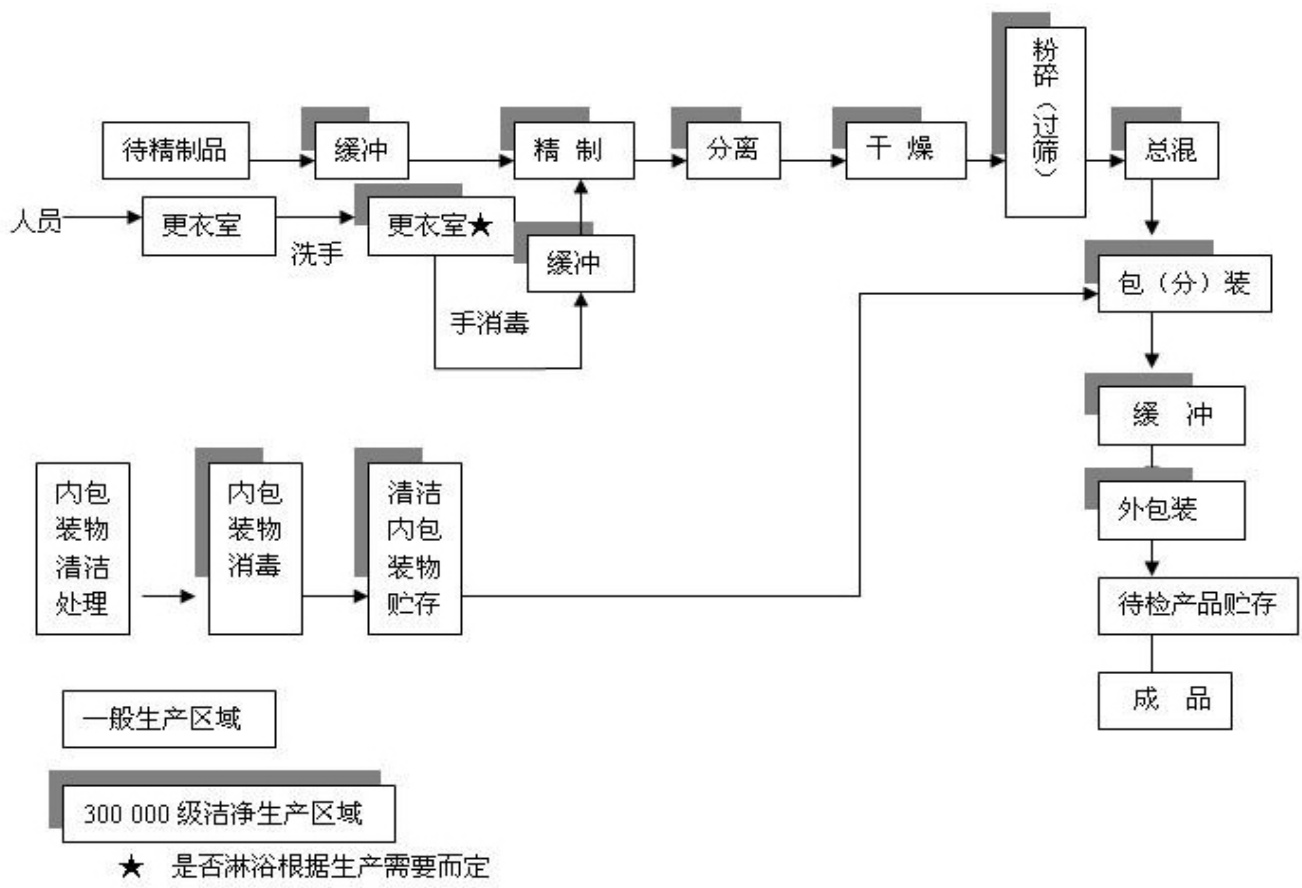 粉碎（过筛）
待精制品
缓冲
精 制
分离
干 燥
总混
人员
更衣室
洗手
更衣室★
缓冲
手消毒
包（分）装
缓 冲
外包装
待检产品贮存
成 品
内包
装物
清洁
处理
内包
装物
消毒
清洁
内包
装物
贮存
一般生产区域
300 000 级洁净生产区域
★ 是否淋浴根据生产需要而定